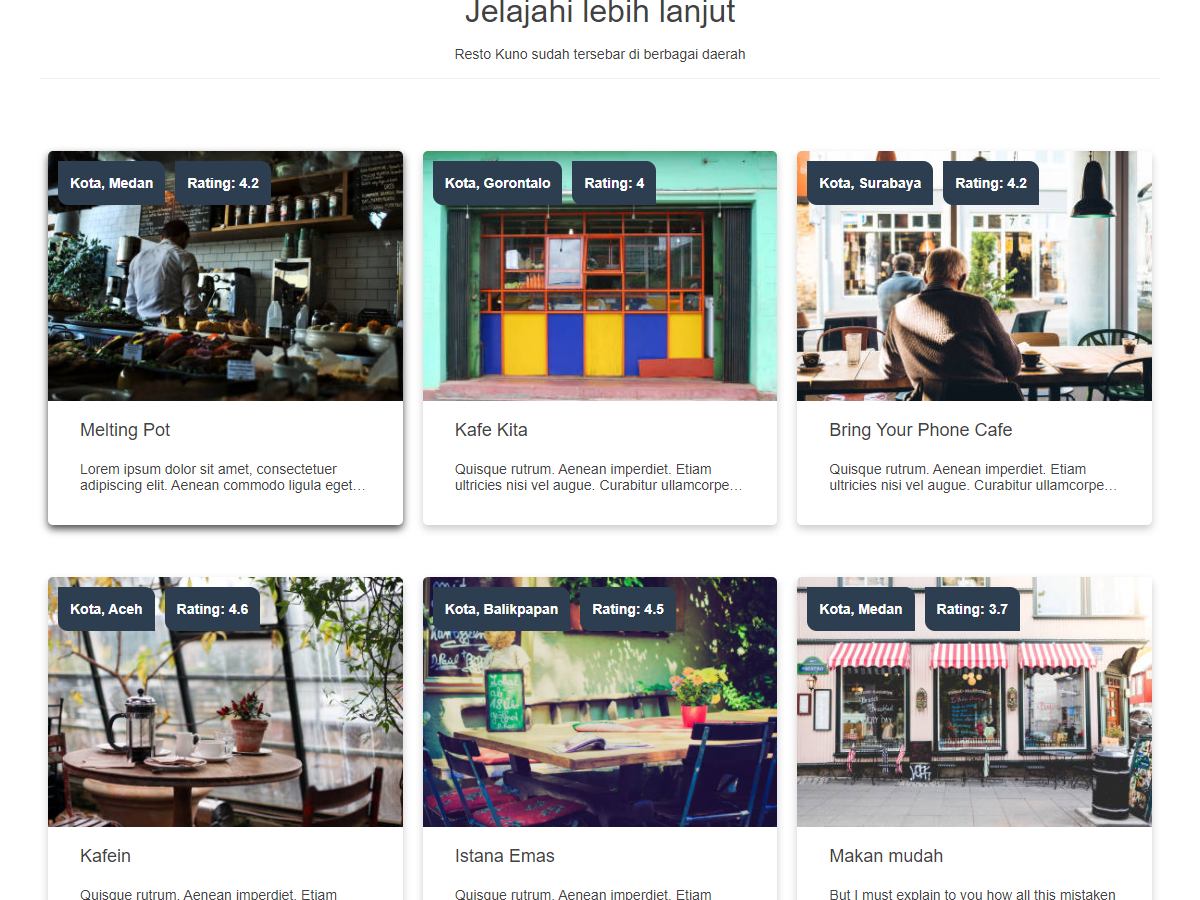 Jelajahi lebih lanjut
Resto Kuno sudah tersebar di berbagai daerah
Kota, Medan
Rating: 4.2
Kota, Gorontalo
Rating: 4
Kota, Surabaya
Rating: 4.2
Melting Pot
Lorem ipsum dolor sit amet, consectetuer
adipiscing elit. Aenean commodo ligula eget…
Kafe Kita
Quisque rutrum. Aenean imperdiet. Etiam
ultricies nisi vel augue. Curabitur ullamcorpe…
Bring Your Phone Cafe
Quisque rutrum. Aenean imperdiet. Etiam
ultricies nisi vel augue. Curabitur ullamcorpe…
Kota, Aceh
Rating: 4.6
Kota, Balikpapan
Rating: 4.5
Kota, Medan
Rating: 3.7
Kafein
Quisque rutrum. Aenean imperdiet. Etiam
Istana Emas
Quisque rutrum. Aenean imperdiet. Etiam
Makan mudah
But I must explain to you how all this mistaken